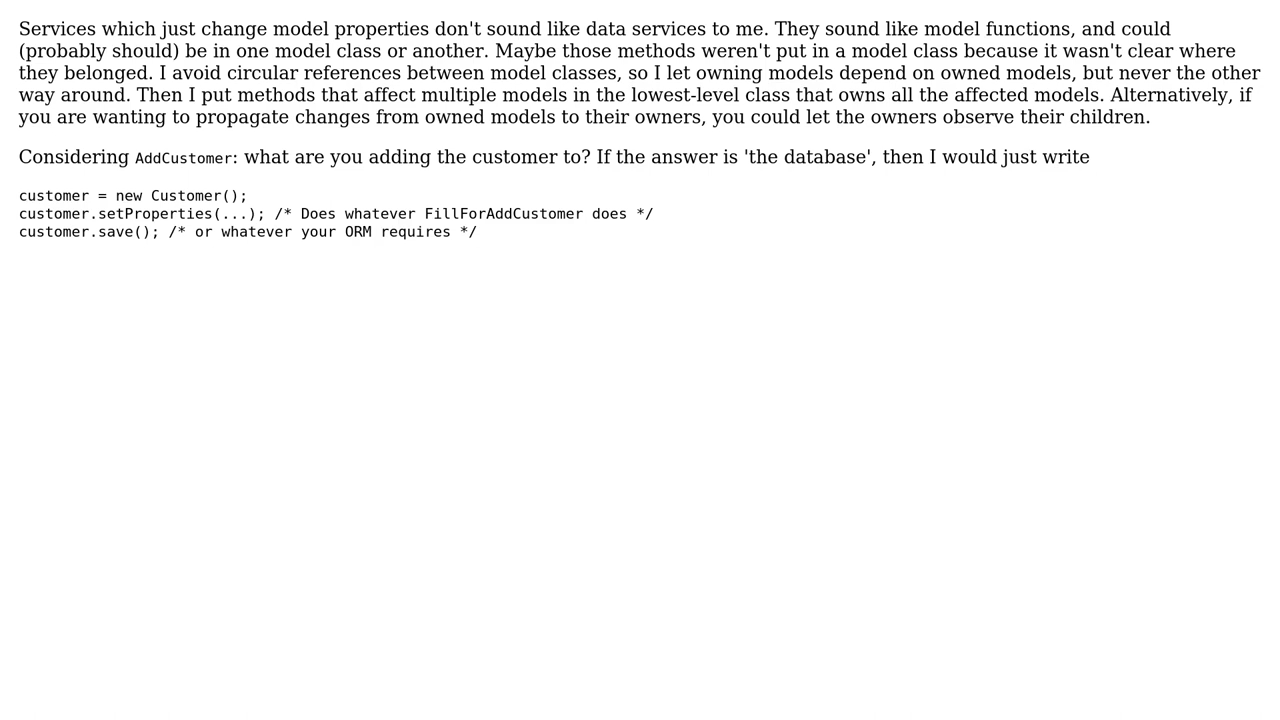 Services which just change model properties don't sound like data services to me. They sound like model functions, and could
(probably should) be in one model class or another. Maybe those methods weren't put in a model class because it wasn't clear where
they belonged. I avoid circular references between model classes, so I let owning models depend on owned models, but never the other
way around. Then I put methods that affect multiple models in the lowest-level class that owns all the affected models. Alternatively, if
you are wanting to propagate changes from owned models to their owners, you could let the owners observe their children.
Considering AddCustomer: what are you adding the customer to? If the answer is 'the database', then I would just write
customer = new Customer();
customer.setProperties(...); /* Does whatever FillForAddCustomer does */
customer.save(); /* or whatever your ORM requires */